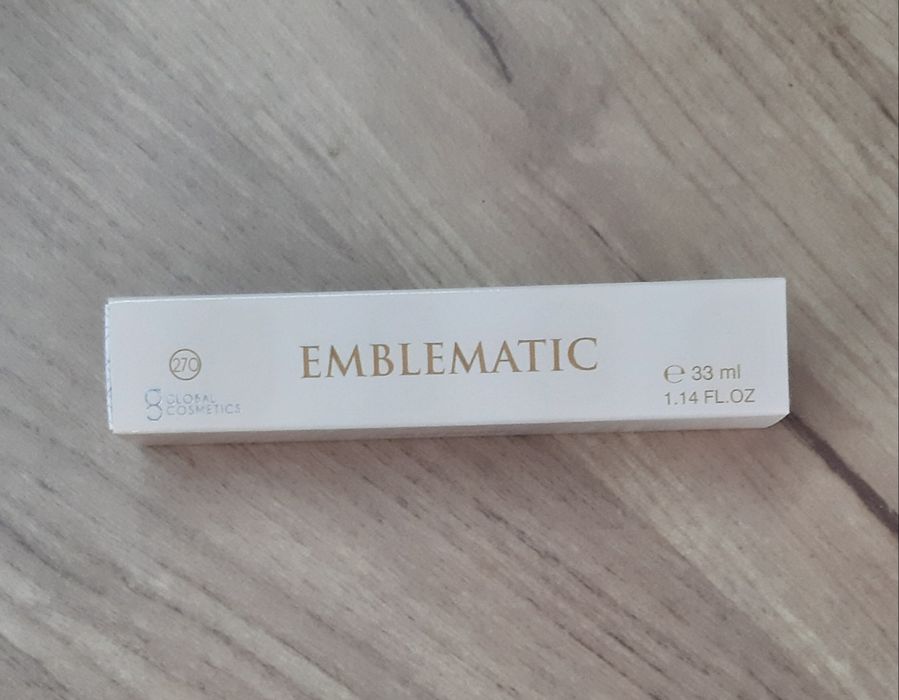 270
g GLOBAL
COSMETICS
EMBLEMATIC
℮ 33 ml
1.14 FL.OZ